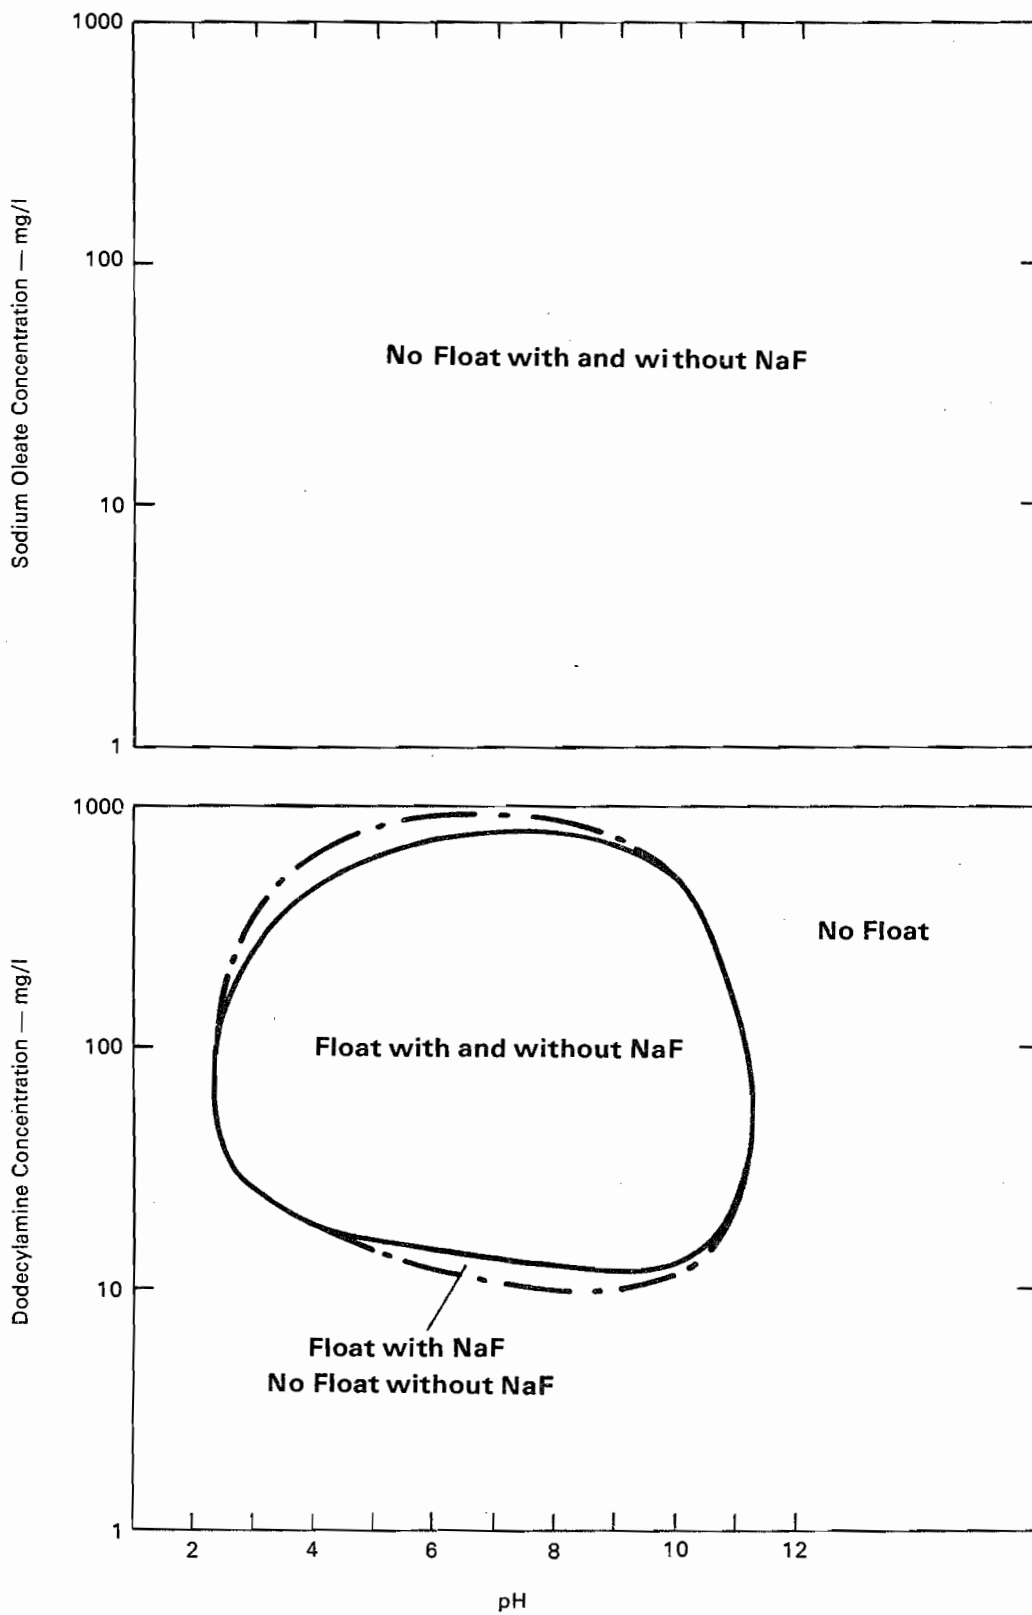 Sodium Oleate Concentration — mg/l
1000
100
10
1
No Float with and without NaF
Dodecylamine Concentration — mg/l
1000
100
10
1
No Float
Float with and without NaF
Float with NaF
No Float without NaF
2 4 6 8 10 12
pH